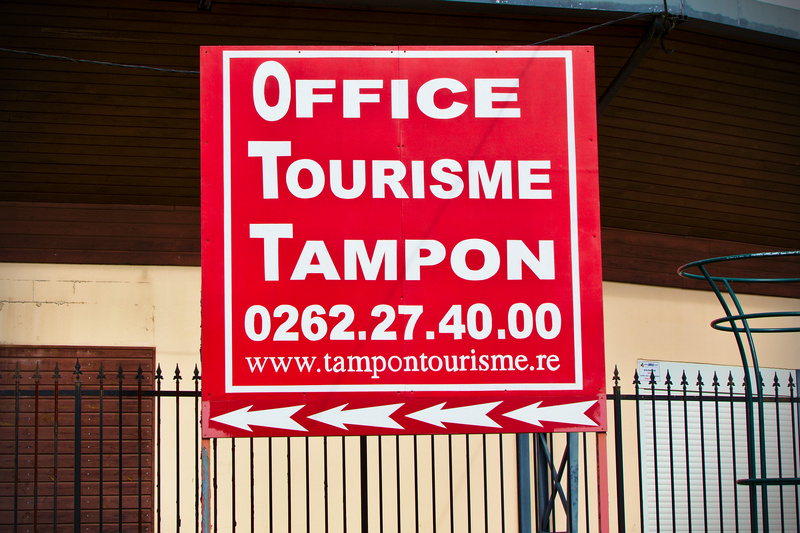 OFFICE
TOURISME
TAMPON
0262.27.40.00
www.tampontourisme.re